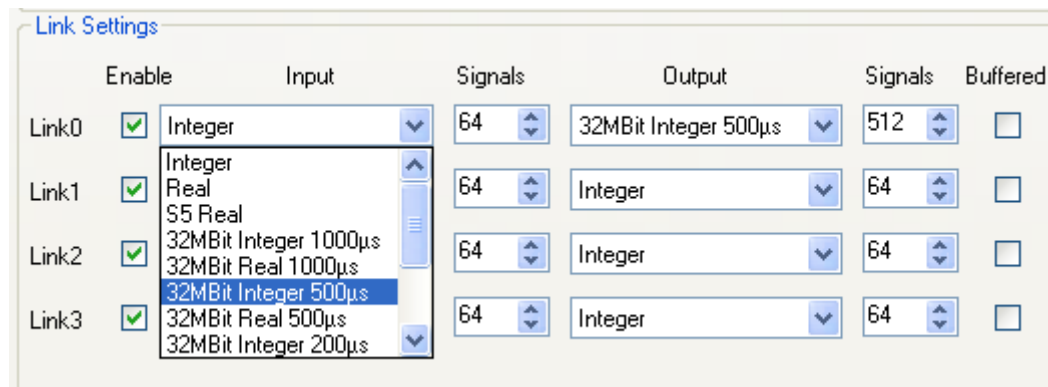 Link Settings
Enable Input Signals Output Signals Buffered
Link0 Integer 64 32MBit Integer 500µs 512
Integer
Real
S5 Real
32MBit Integer 1000µs
32MBit Real 1000µs
32MBit Integer 500µs
32MBit Real 500µs
32MBit Integer 200µs
Link1 64 Integer 64
Link2 64 Integer 64
Link3 64 Integer 64